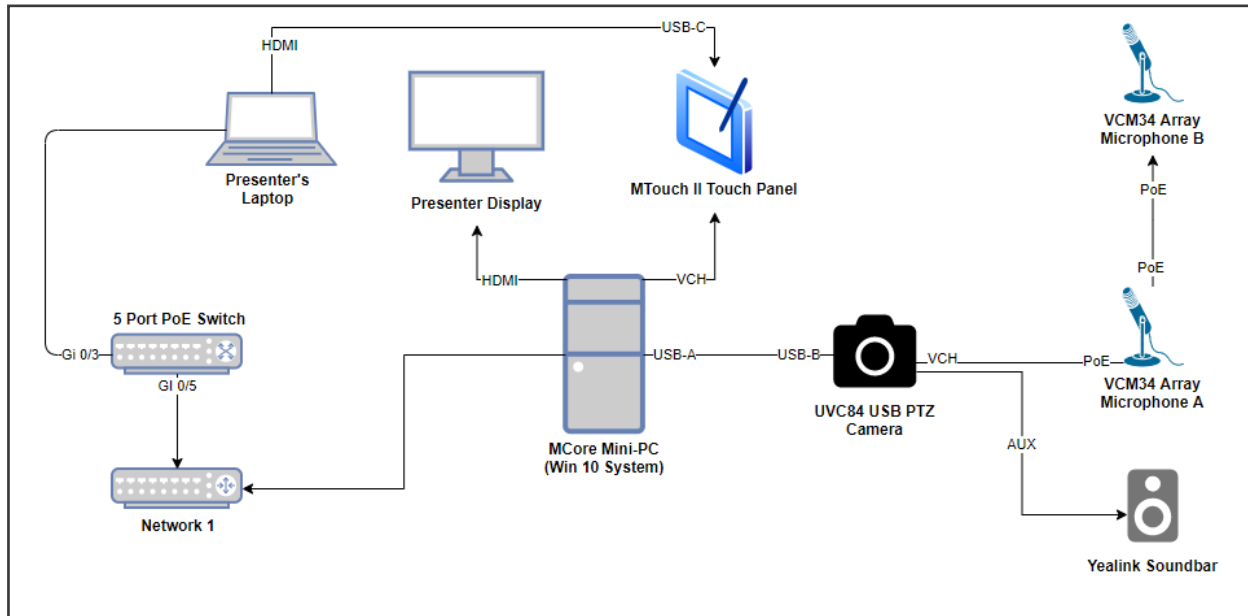 USB-C
HDMI
Presenter's
Laptop
Presenter Display
MTouch II Touch Panel
VCM34 Array
Microphone B
PoE
PoE
HDMI
VCH
5 Port PoE Switch
Gi 0/3
GI 0/5
USB-A
USB-B
VCH
PoE
VCM34 Array
Microphone A
UVC84 USB PTZ
Camera
MCore Mini-PC
(Win 10 System)
AUX
Network 1
Yealink Soundbar